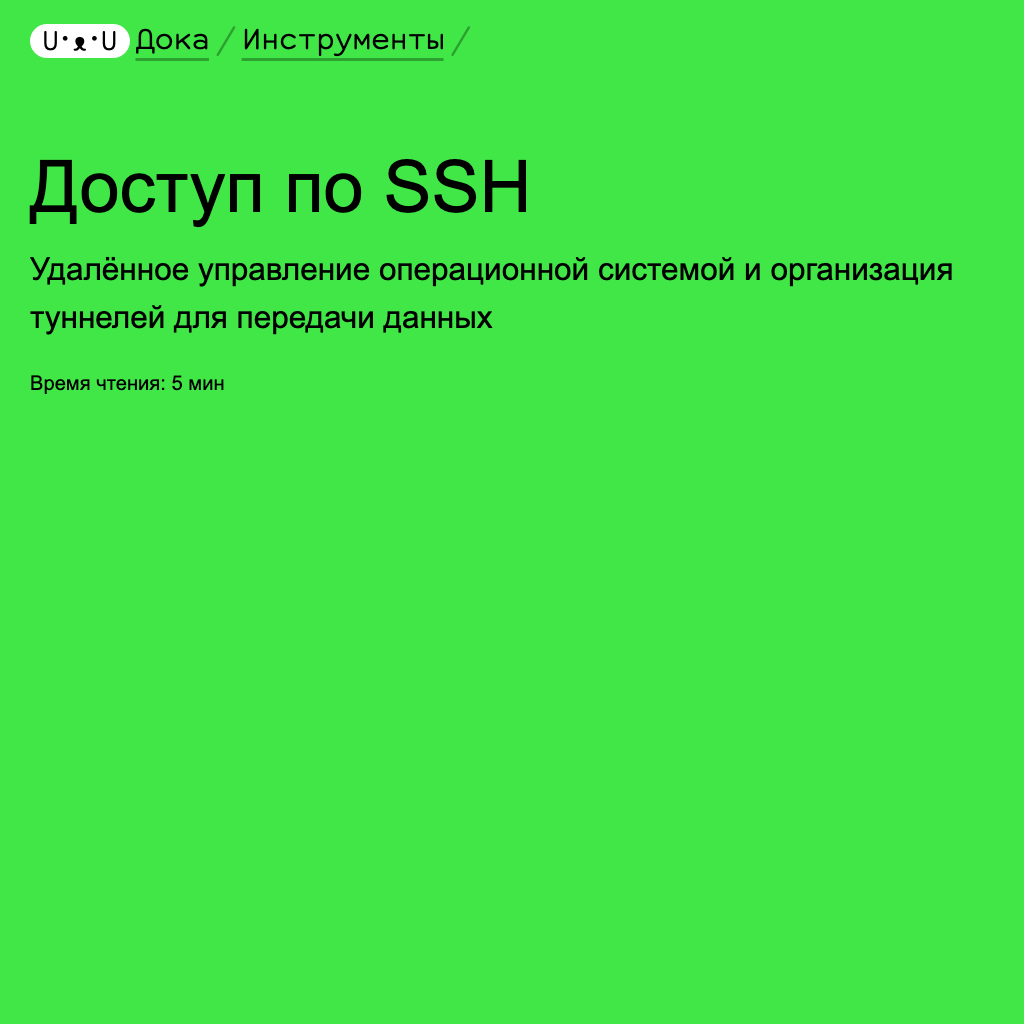 U·ᴥ·U Дока / Инструменты /
Доступ по SSH
Удалённое управление операционной системой и организация
туннелей для передачи данных
Время чтения: 5 мин